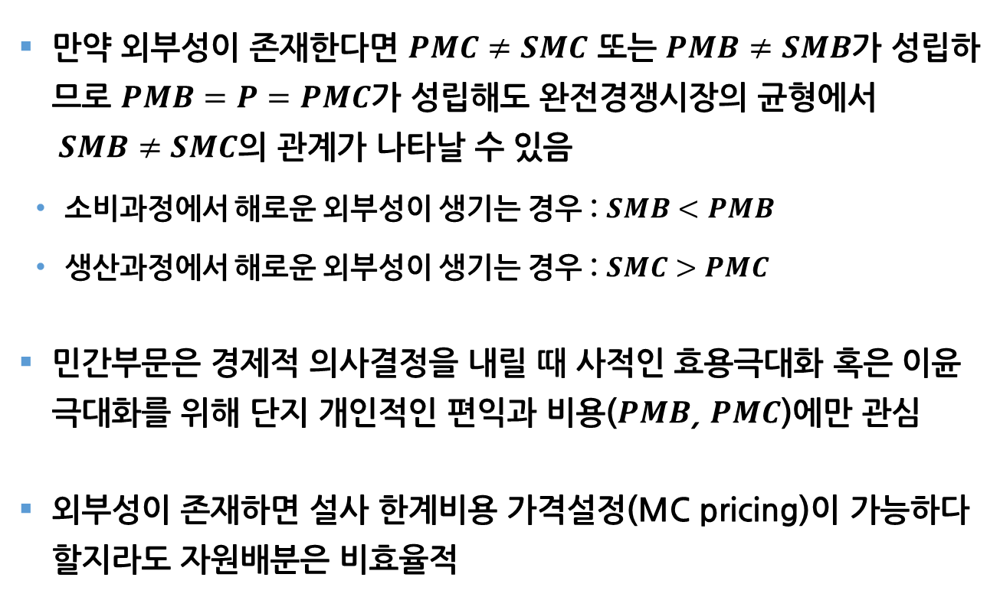 ▪ 만약 외부성이 존재한다면 PMC ≠ SMC 또는 PMB ≠ SMB가 성립하
므로 PMB = P = PMC가 성립해도 완전경쟁시장의 균형에서
SMB ≠ SMC의 관계가 나타날 수 있음
• 소비과정에서 해로운 외부성이 생기는 경우 : SMB < PMB
• 생산과정에서 해로운 외부성이 생기는 경우 : SMC > PMC
▪ 민간부문은 경제적 의사결정을 내릴 때 사적인 효용극대화 혹은 이윤
극대화를 위해 단지 개인적인 편익과 비용(PMB, PMC)에만 관심
▪ 외부성이 존재하면 설사 한계비용 가격설정(MC pricing)이 가능하다
할지라도 자원배분은 비효율적